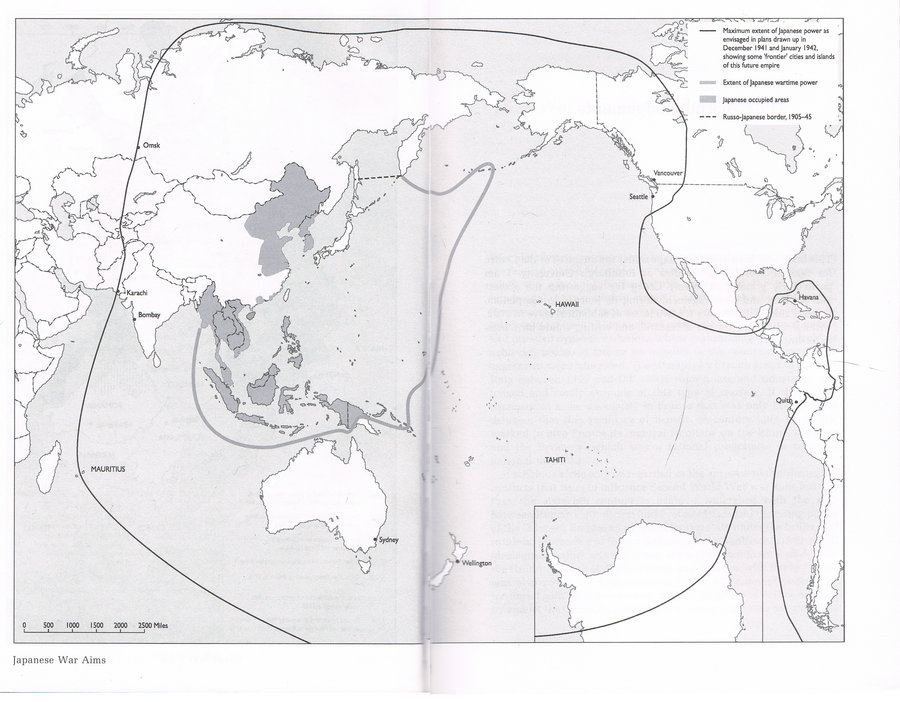 Maximum extent of Japanese power as
envisaged in plans drawn up in
December 1941 and January 1942,
showing some 'frontier' cities and islands
of this future empire
Extent of Japanese wartime power
Japanese occupied areas
Russo-Japanese border, 1905–45
Omsk
Vancouver
Seattle
Karachi
Bombay
HAWAII
Havana
Quito
MAURITIUS
TAHITI
Sydney
Wellington
0 500 1000 1500 2000 2500 Miles
Japanese War Aims